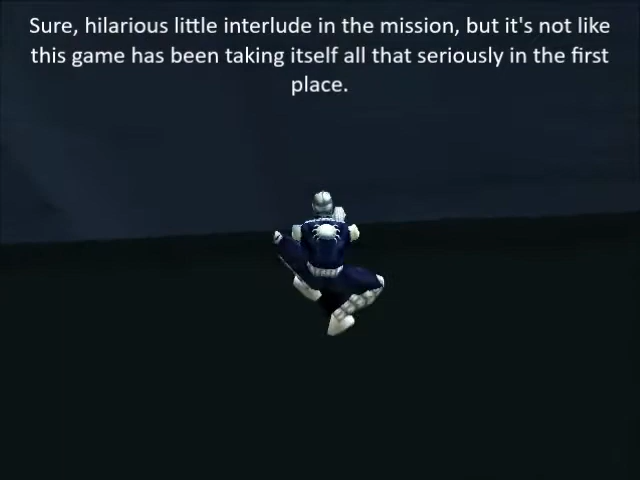 Sure, hilarious little interlude in the mission, but it's not like
this game has been taking itself all that seriously in the first
place.